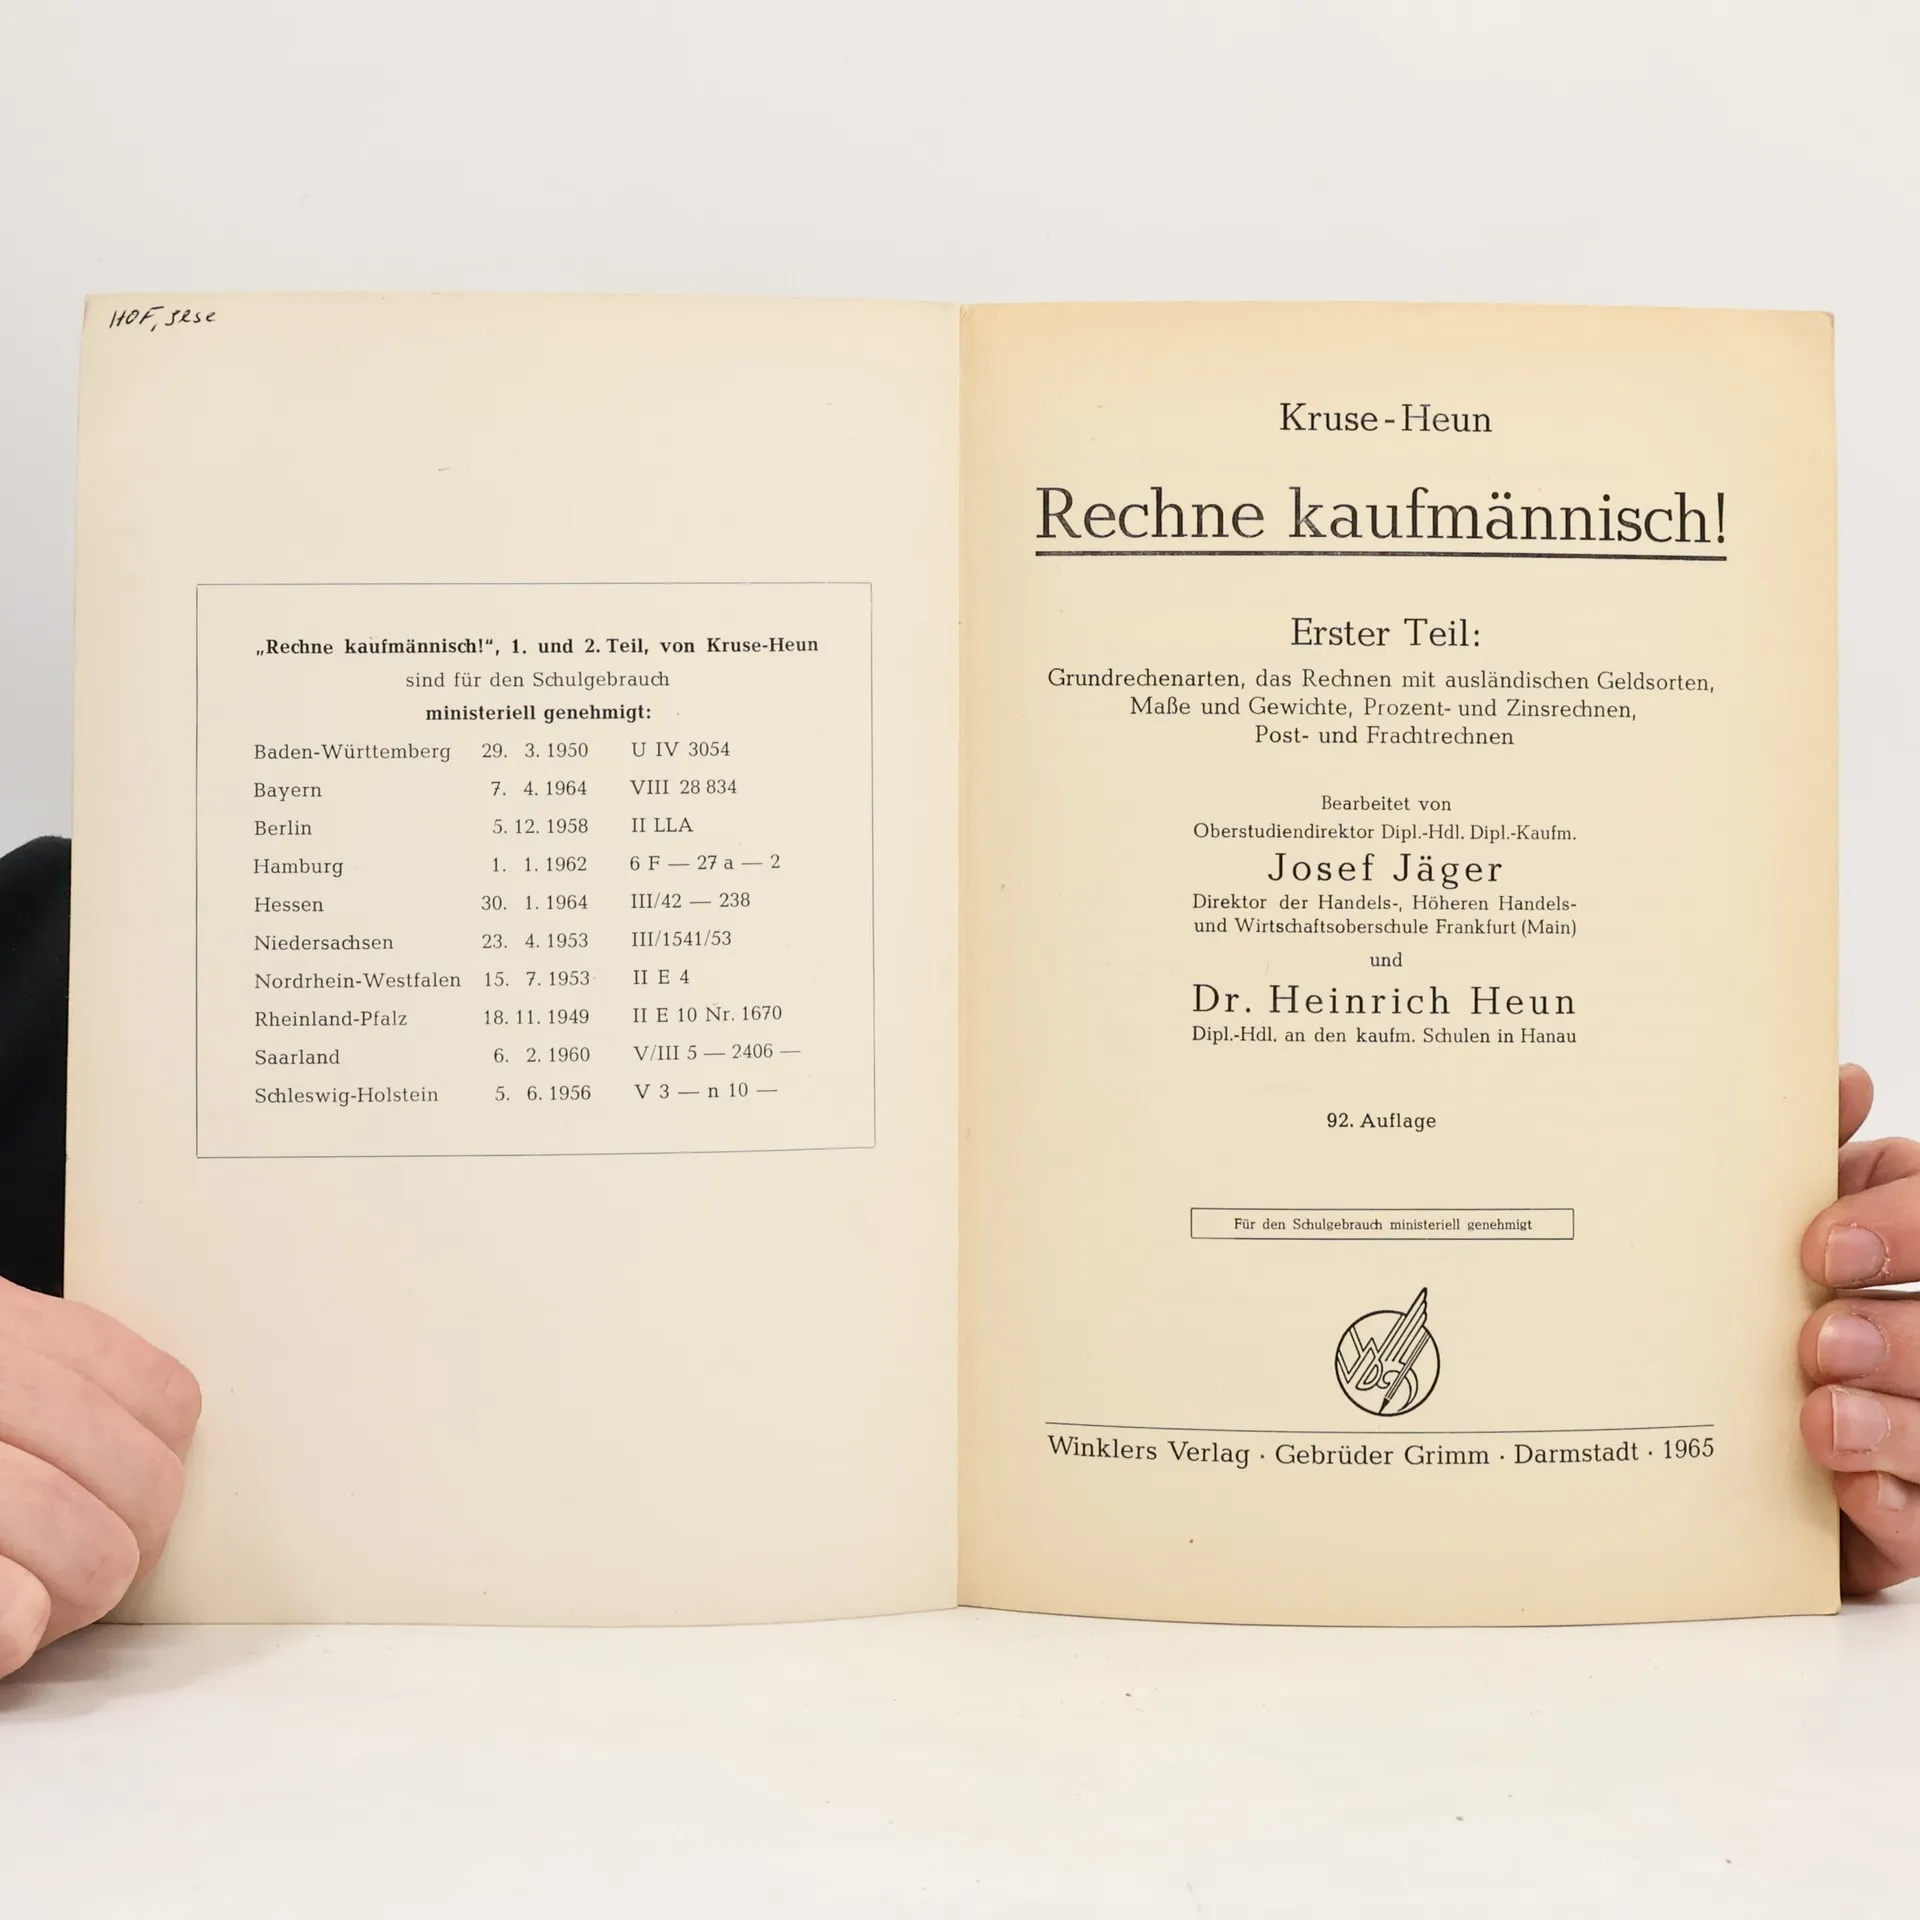 HOF, Ilse
„Rechne kaufmännisch!“, 1. und 2. Teil, von Kruse-Heun
sind für den Schulgebrauch
ministeriell genehmigt:
Baden-Württemberg 29. 3. 1950 U IV 3054
Bayern 7. 4. 1964 VIII 28 834
Berlin 5. 12. 1958 II LLA
Hamburg 1. 1. 1962 6 F — 27 a — 2
Hessen 30. 1. 1964 III/42 — 238
Niedersachsen 23. 4. 1953 III/1541/53
Nordrhein-Westfalen 15. 7. 1953 II E 4
Rheinland-Pfalz 18. 11. 1949 II E 10 Nr. 1670
Saarland 6. 2. 1960 V/III 5 — 2406 —
Schleswig-Holstein 5. 6. 1956 V 3 — n 10 —
Kruse-Heun
Rechne kaufmännisch!
Erster Teil:
Grundrechenarten, das Rechnen mit ausländischen Geldsorten,
Maße und Gewichte, Prozent- und Zinsrechnen,
Post- und Frachtrechnen
Bearbeitet von
Oberstudiendirektor Dipl.-Hdl. Dipl.-Kaufm.
Josef Jäger
Direktor der Handels-, Höheren Handels-
und Wirtschaftsoberschule Frankfurt (Main)
und
Dr. Heinrich Heun
Dipl.-Hdl. an den kaufm. Schulen in Hanau
92. Auflage
Für den Schulgebrauch ministeriell genehmigt
Winklers Verlag · Gebrüder Grimm · Darmstadt · 1965